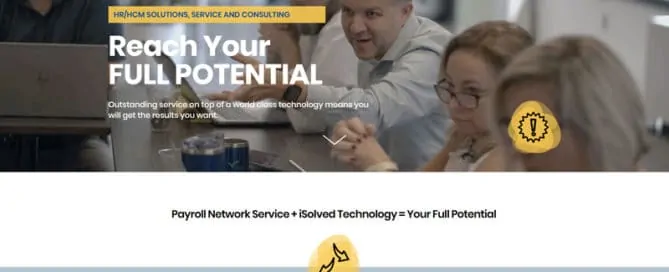 HR/HCM SOLUTIONS, SERVICE AND CONSULTING
Reach Your
FULL POTENTIAL
Outstanding service on top of a World class technology means you
will get the results you want.
Payroll Network Service + iSolved Technology = Your Full Potential